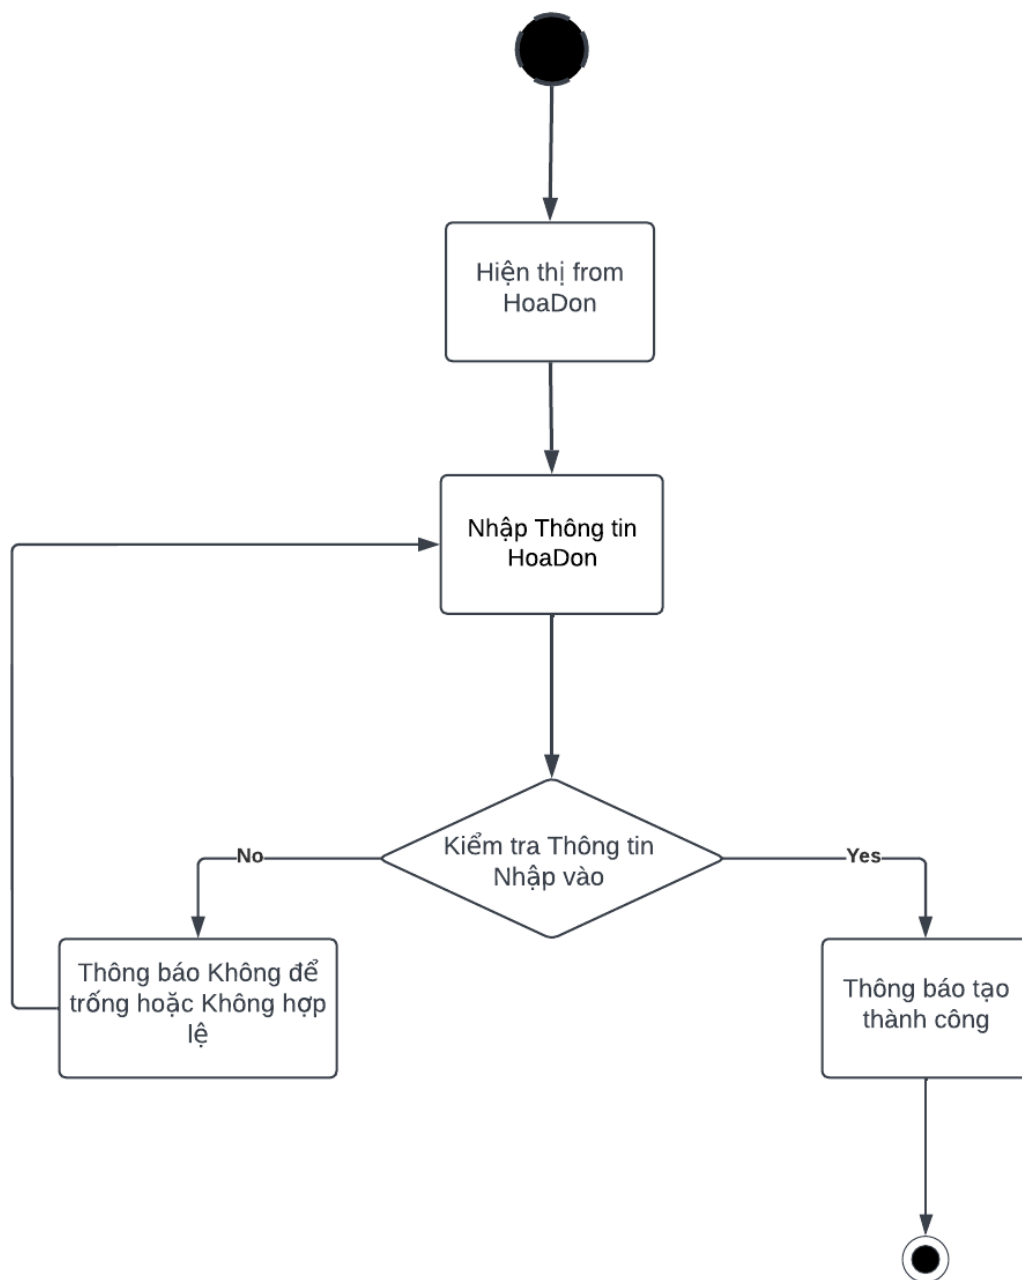 Hiện thị from
HoaDon
Nhập Thông tin
HoaDon
Kiểm tra Thông tin
Nhập vào
No
Yes
Thông báo Không để
trống hoặc Không hợp
lệ
Thông báo tạo
thành công